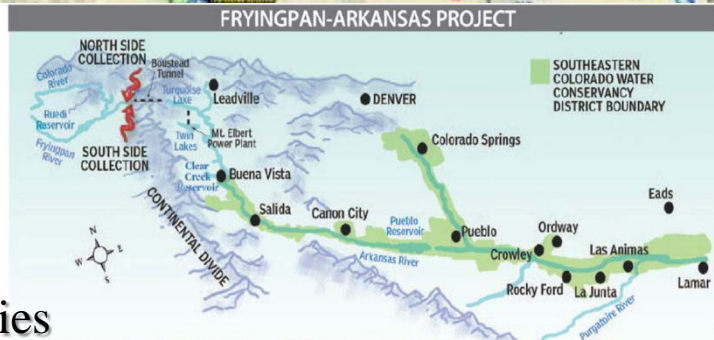 FRYINGPAN-ARKANSAS PROJECT
NORTH SIDE
COLLECTION
Boustead
Tunnel
Colorado
River
Turquoise
Lake
Leadville
DENVER
SOUTHEASTERN
COLORADO WATER
CONSERVANCY
DISTRICT BOUNDARY
Ruedi
Reservoir
Fryingpan
River
SOUTH SIDE
COLLECTION
Twin
Lakes
Mt. Elbert
Power Plant
Colorado Springs
Clear
Creek
Reservoir
Buena Vista
CONTINENTAL DIVIDE
Salida
Canon City
Pueblo
Reservoir
Pueblo
Arkansas River
Eads
Ordway
Crowley
Las Animas
Rocky Ford
La Junta
Lamar
Purgatoire River
N
W
E
S
ies